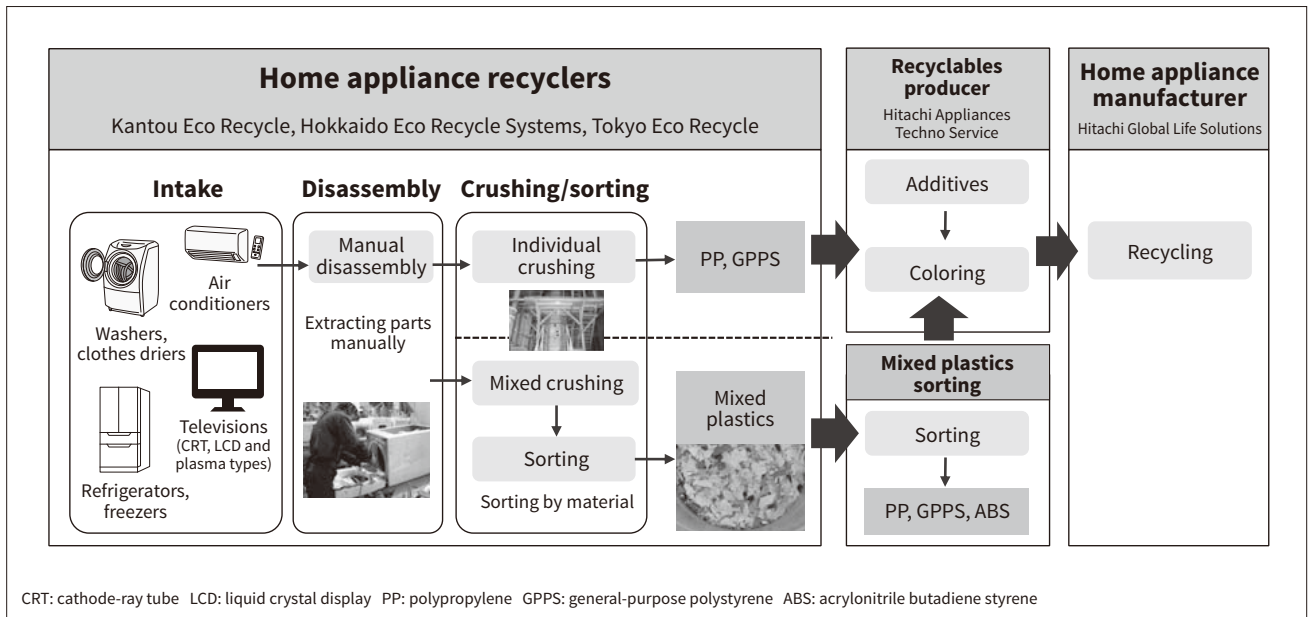 Home appliance recyclers
Kantou Eco Recycle, Hokkaido Eco Recycle Systems, Tokyo Eco Recycle
Intake
Air
conditioners
Washers,
clothes driers
Televisions
(CRT, LCD and
plasma types)
Refrigerators,
freezers
Disassembly
Manual
disassembly
Extracting parts
manually
Crushing/sorting
Individual
crushing
Mixed crushing
Sorting
Sorting by material
PP, GPPS
Mixed
plastics
Recyclables
producer
Hitachi Appliances
Techno Service
Additives
Coloring
Mixed plastics
sorting
Sorting
PP, GPPS, ABS
Home appliance
manufacturer
Hitachi Global Life Solutions
Recycling
CRT: cathode-ray tube LCD: liquid crystal display PP: polypropylene GPPS: general-purpose polystyrene ABS: acrylonitrile butadiene styrene